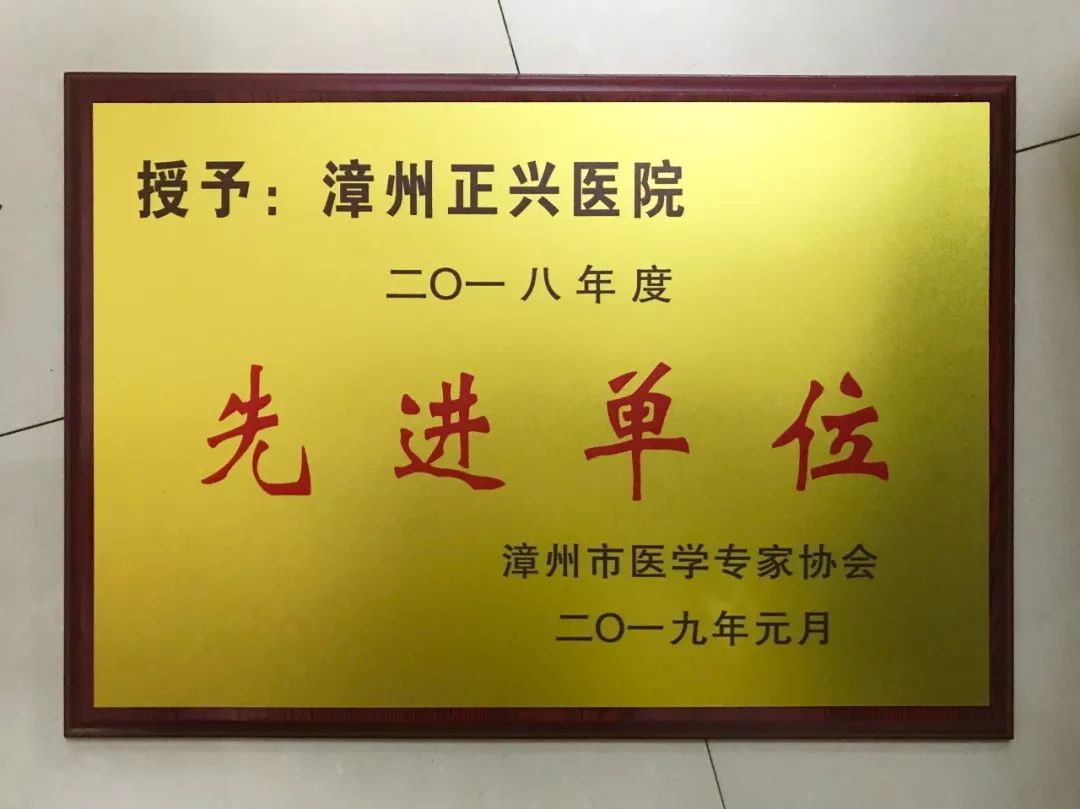 授予：漳州正兴医院
二〇一八年度
先进单位
漳州市医学专家协会
二〇一九年元月